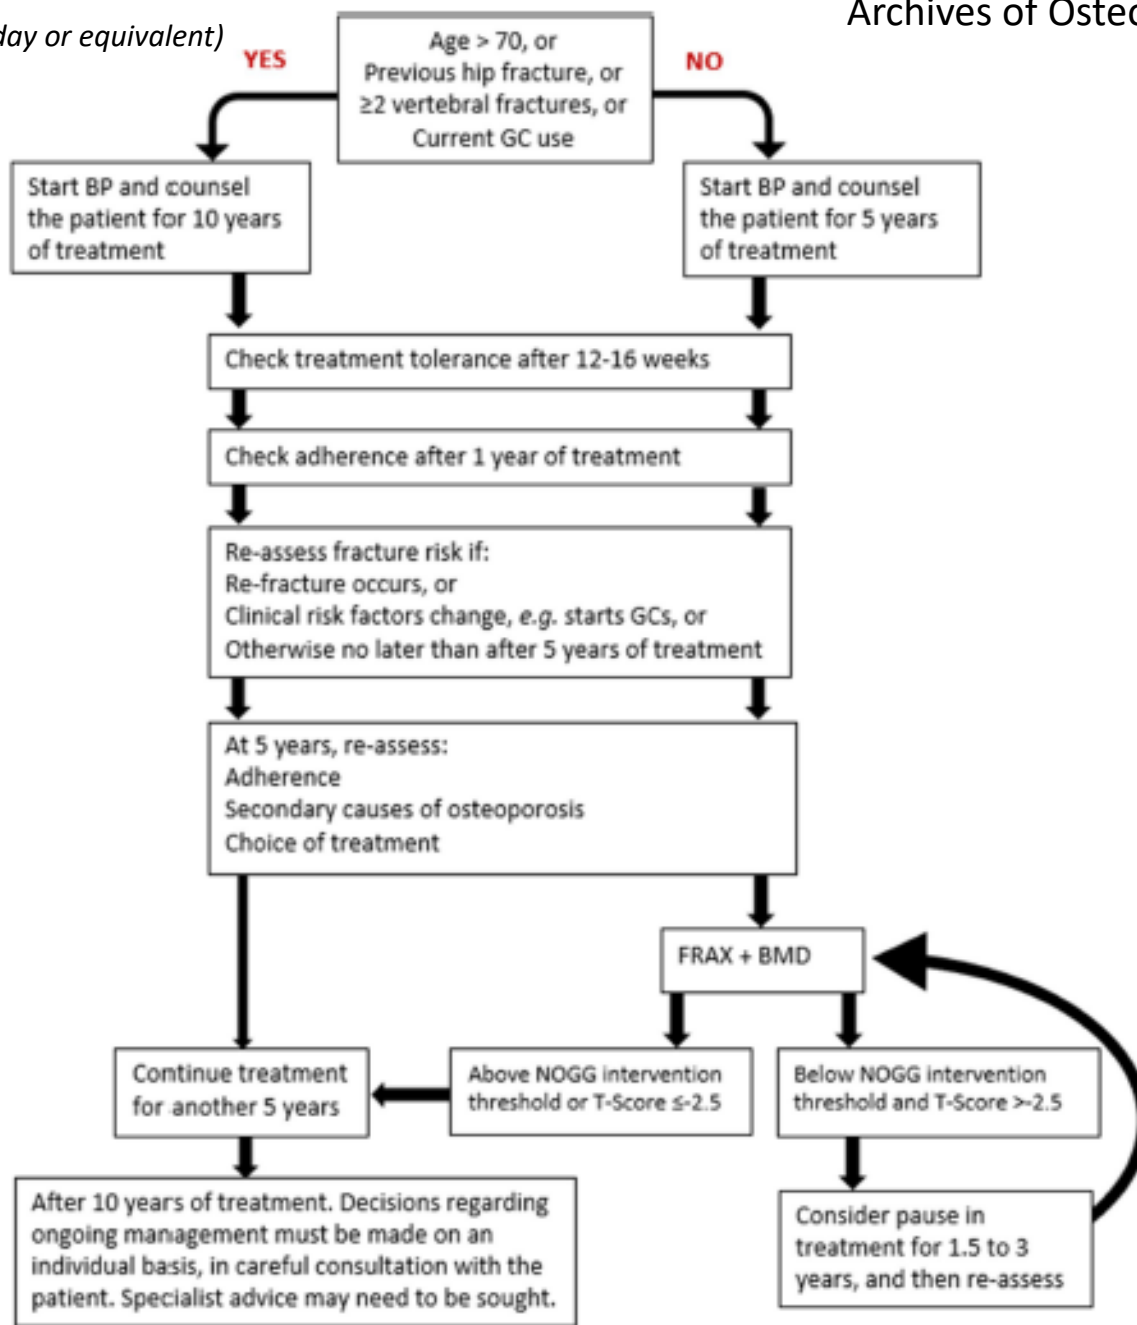 day or equivalent)
Archives of Osteo
YES
Age > 70, or
Previous hip fracture, or
≥2 vertebral fractures, or
Current GC use
NO
Start BP and counsel
the patient for 10 years
of treatment
Start BP and counsel
the patient for 5 years
of treatment
Check treatment tolerance after 12-16 weeks
Check adherence after 1 year of treatment
Re-assess fracture risk if:
Re-fracture occurs, or
Clinical risk factors change, e.g. starts GCs, or
Otherwise no later than after 5 years of treatment
At 5 years, re-assess:
Adherence
Secondary causes of osteoporosis
Choice of treatment
FRAX + BMD
Continue treatment
for another 5 years
Above NOGG intervention
threshold or T-Score ≤-2.5
Below NOGG intervention
threshold and T-Score >-2.5
After 10 years of treatment. Decisions regarding
ongoing management must be made on an
individual basis, in careful consultation with the
patient. Specialist advice may need to be sought.
Consider pause in
treatment for 1.5 to 3
years, and then re-assess